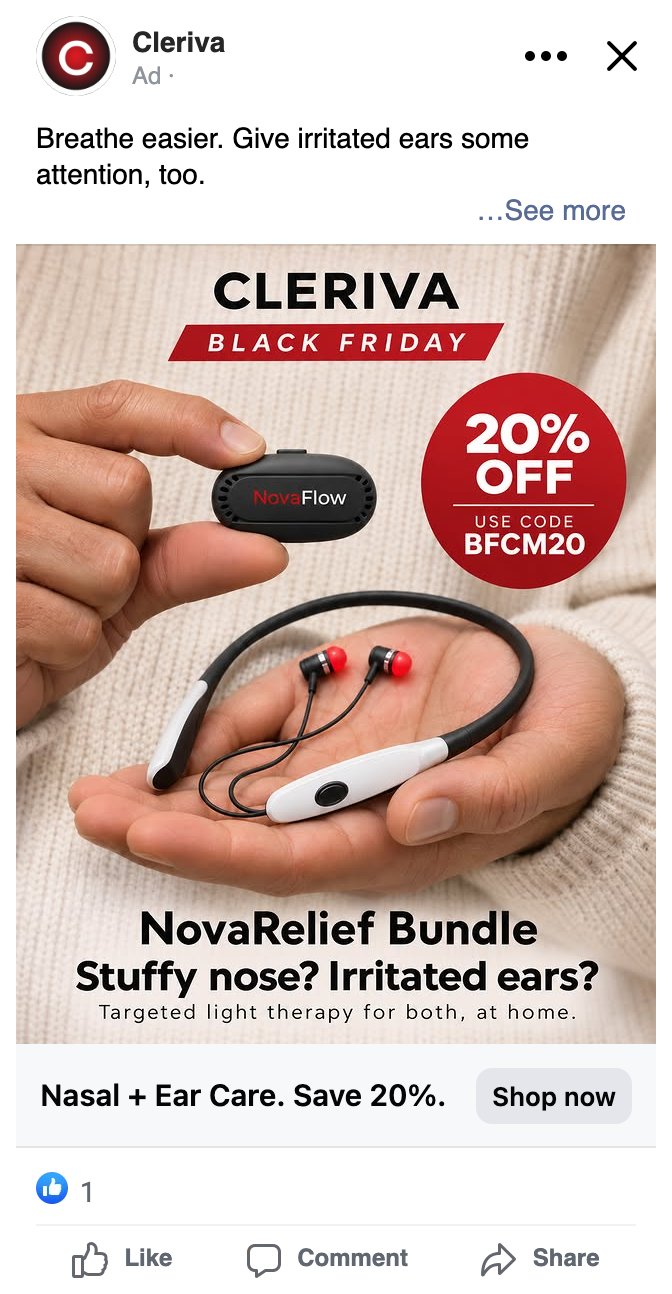 C
Cleriva
Ad ·
Breathe easier. Give irritated ears some
attention, too.
...See more
CLERIVA
BLACK FRIDAY
20%
OFF
USE CODE
BFCM20
NovaFlow
NovaRelief Bundle
Stuffy nose? Irritated ears?
Targeted light therapy for both, at home.
Nasal + Ear Care. Save 20%.
Shop now
1
Like
Comment
Share